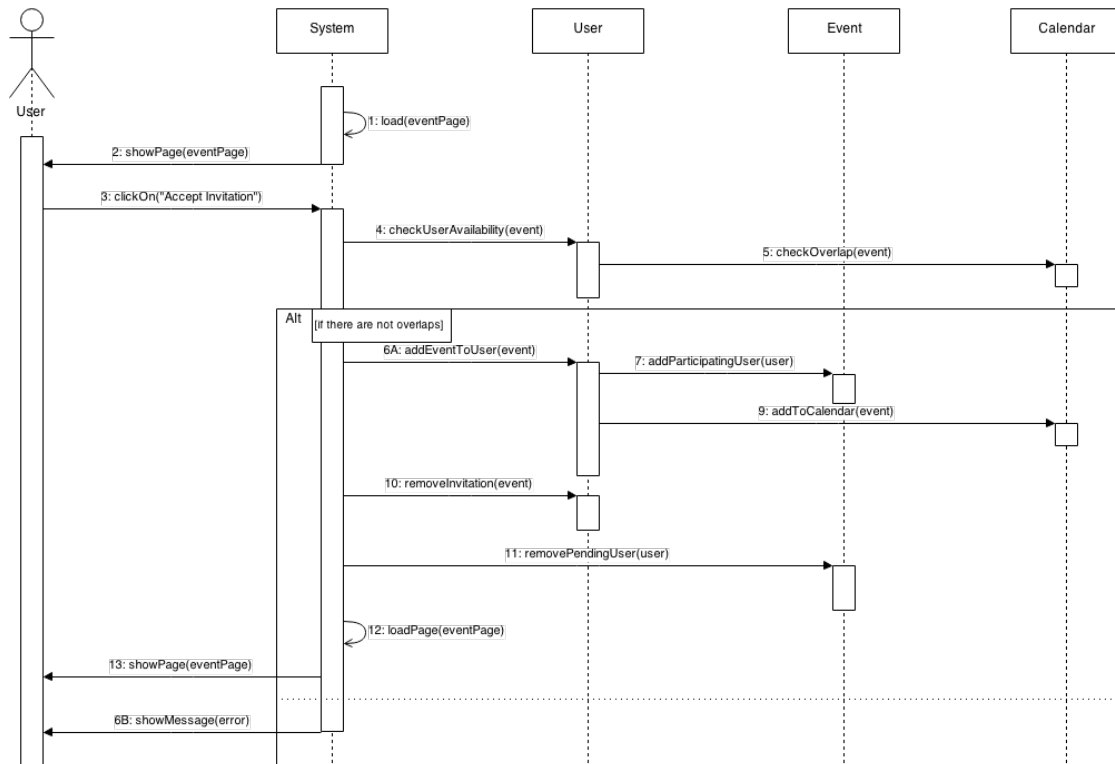 System
User
Event
Calendar
User
1: load(eventPage)
2: showPage(eventPage)
3: clickOn("Accept Invitation")
4: checkUserAvailability(event)
5: checkOverlap(event)
Alt
[if there are not overlaps]
6A: addEventToUser(event)
7: addParticipatingUser(user)
9: addToCalendar(event)
10: removeInvitation(event)
11: removePendingUser(user)
12: loadPage(eventPage)
13: showPage(eventPage)
6B: showMessage(error)